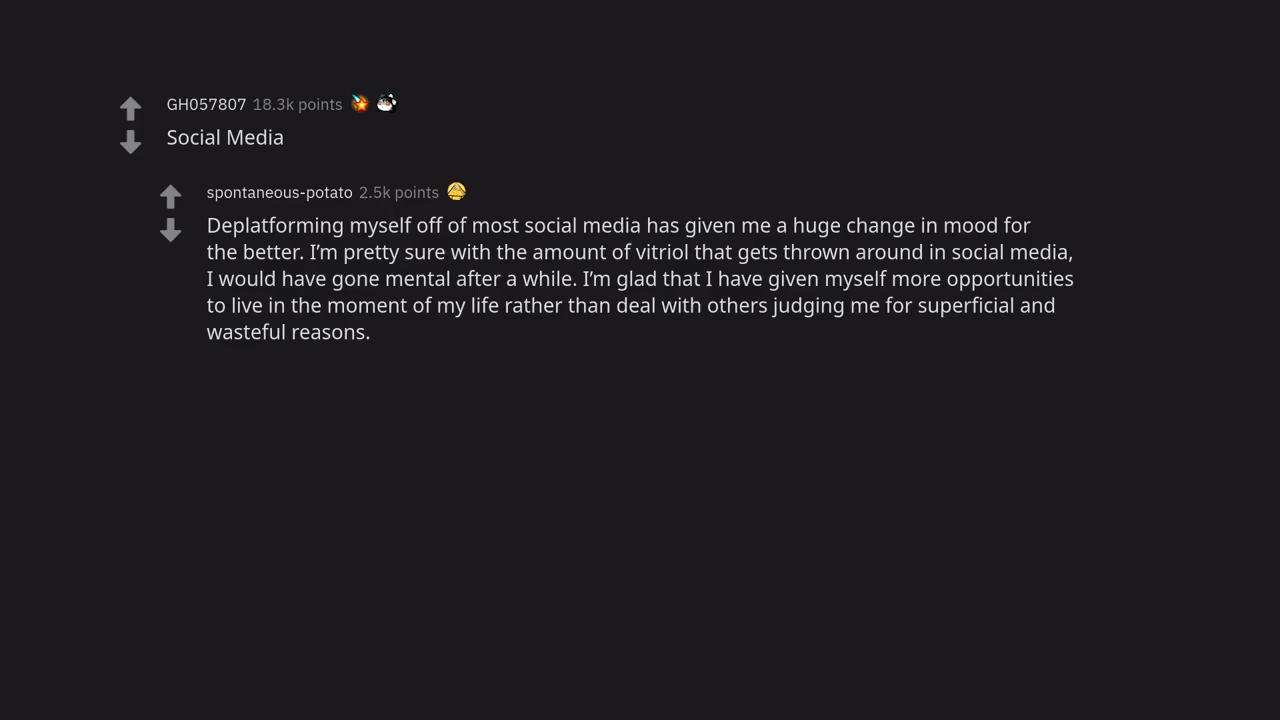 GH057807 18.3k points
Social Media
spontaneous-potato 2.5k points
Deplatforming myself off of most social media has given me a huge change in mood for
the better. I’m pretty sure with the amount of vitriol that gets thrown around in social media,
I would have gone mental after a while. I’m glad that I have given myself more opportunities
to live in the moment of my life rather than deal with others judging me for superficial and
wasteful reasons.